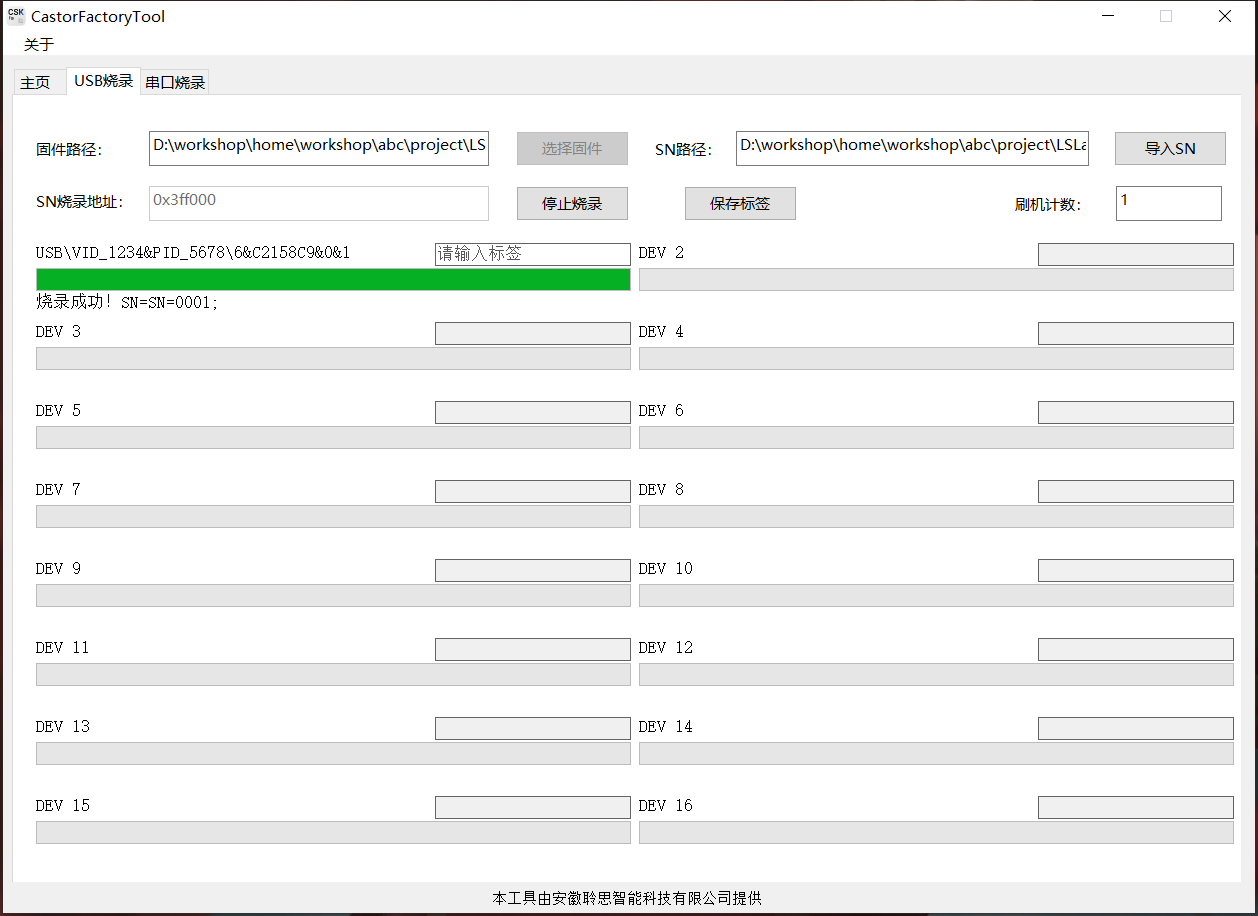 CSK CastorFactoryTool
关于
主页 USB烧录 串口烧录
固件路径： D:\workshop\home\workshop\abc\project\LS 选择固件 SN路径： D:\workshop\home\workshop\abc\project\LSLa 导入SN
SN烧录地址： 0x3ff000 停止烧录 保存标签 刷机计数： 1
USB\VID_1234&PID_5678\6&C2158C9&0&1 请输入标签 DEV 2
烧录成功！SN=SN=0001;
DEV 3 DEV 4
DEV 5 DEV 6
DEV 7 DEV 8
DEV 9 DEV 10
DEV 11 DEV 12
DEV 13 DEV 14
DEV 15 DEV 16
本工具由安徽聆思智能科技有限公司提供